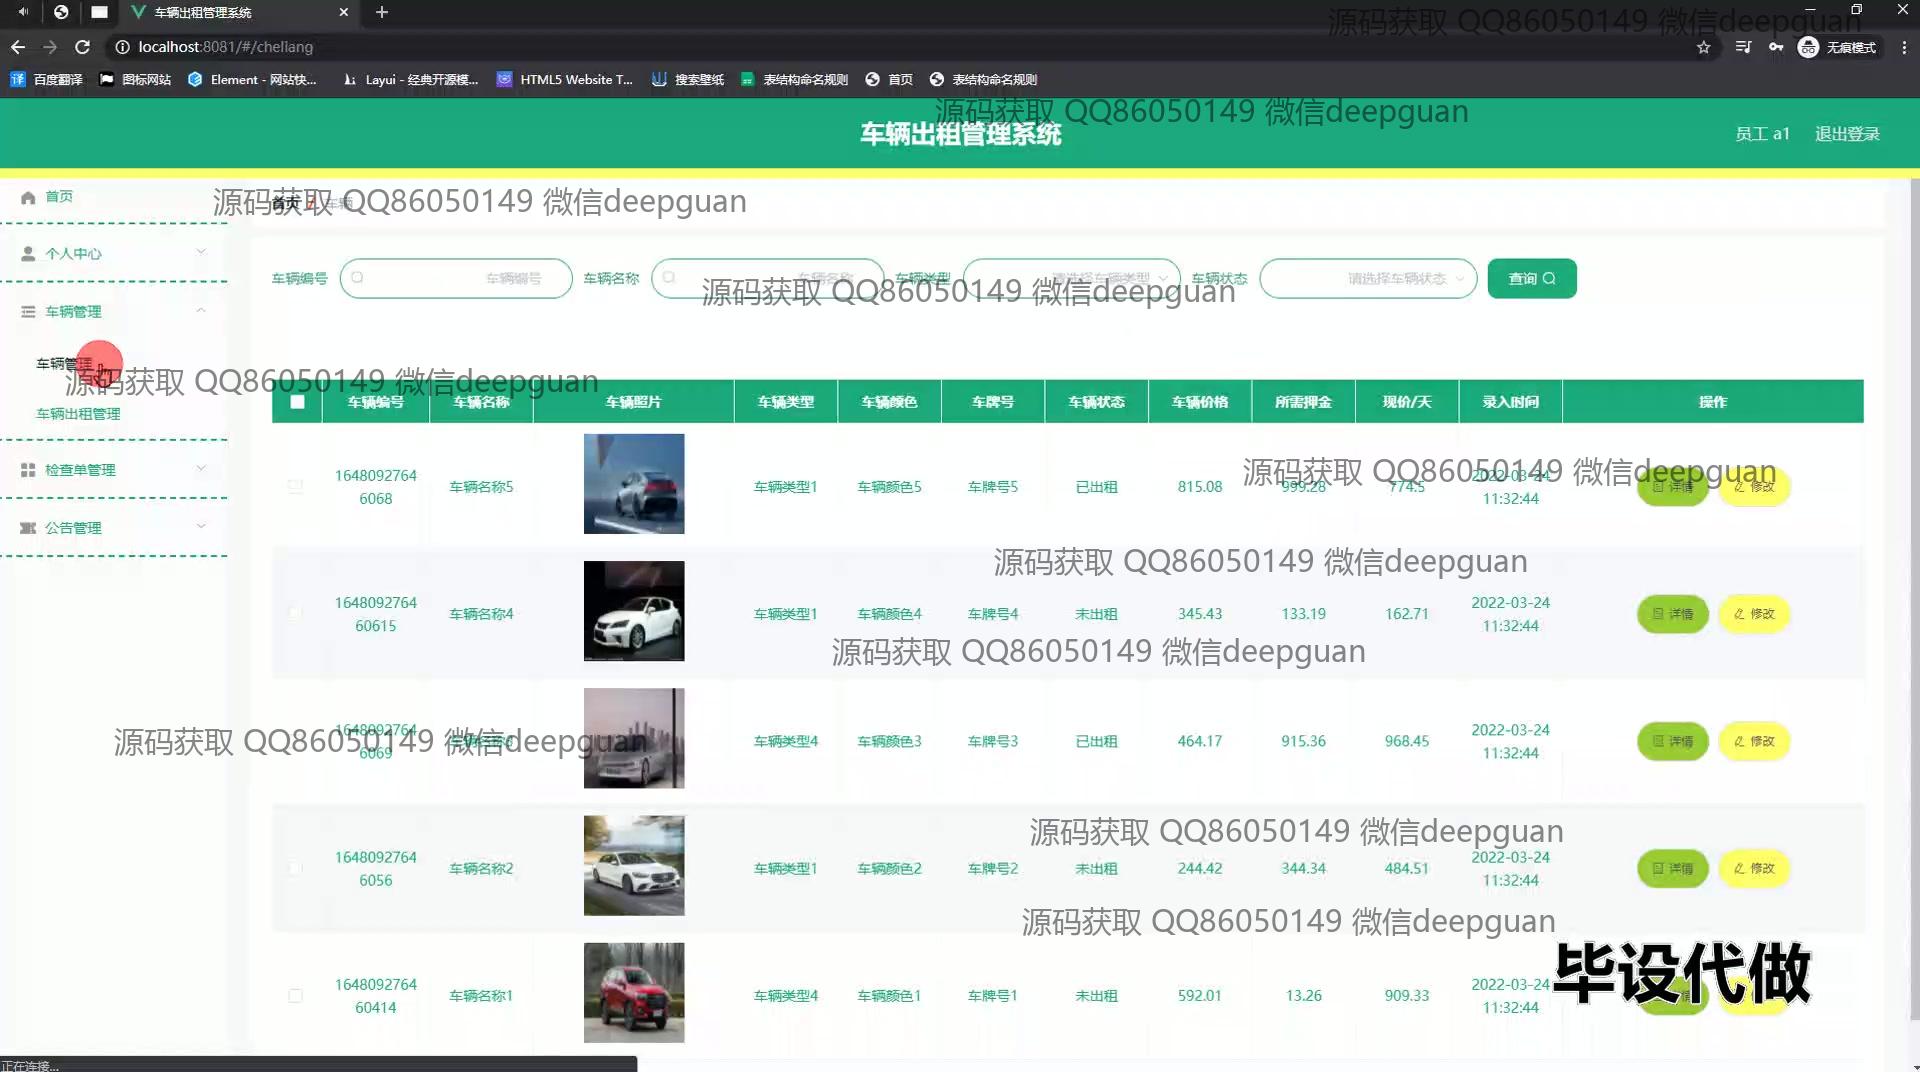 车辆出租管理系统
源码获取 QQ86050149 微信deepguan
localhost:8081/#/cheliang
无痕模式
百度翻译 图标网站 Element - 网站快... Layui - 经典开源模... HTML5 Website T... 搜索壁纸 表结构命名规则 首页 表结构命名规则
源码获取 QQ86050149 微信deepguan
车辆出租管理系统
员工 a1 退出登录
首页
首页 / 车辆
源码获取 QQ86050149 微信deepguan
个人中心
车辆编号 车辆编号 车辆名称 车辆名称 车辆类型 请选择车辆类型 车辆状态 请选择车辆状态 查询
源码获取 QQ86050149 微信deepguan
车辆管理
车辆管理
源码获取 QQ86050149 微信deepguan
车辆出租管理
检查单管理
公告管理
车辆编号 车辆名称 车辆照片 车辆类型 车辆颜色 车牌号 车辆状态 车辆价格 所需押金 现价/天 录入时间 操作
源码获取 QQ86050149 微信deepguan
1648092764
6068
车辆名称5 车辆类型1 车辆颜色5 车牌号5 已出租 815.08 999.28 774.5
2022-03-24
11:32:44
详情 修改
源码获取 QQ86050149 微信deepguan
1648092764
60615
车辆名称4 车辆类型1 车辆颜色4 车牌号4 未出租 345.43 133.19 162.71
2022-03-24
11:32:44
详情 修改
源码获取 QQ86050149 微信deepguan
1648092764
6069
车辆名称3 车辆类型4 车辆颜色3 车牌号3 已出租 464.17 915.36 968.45
2022-03-24
11:32:44
详情 修改
源码获取 QQ86050149 微信deepguan
源码获取 QQ86050149 微信deepguan
1648092764
6056
车辆名称2 车辆类型1 车辆颜色2 车牌号2 未出租 244.42 344.34 484.51
2022-03-24
11:32:44
详情 修改
源码获取 QQ86050149 微信deepguan
1648092764
60414
车辆名称1 车辆类型4 车辆颜色1 车牌号1 未出租 592.01 13.26 909.33
2022-03-24
11:32:44
毕设代做
正在连接...